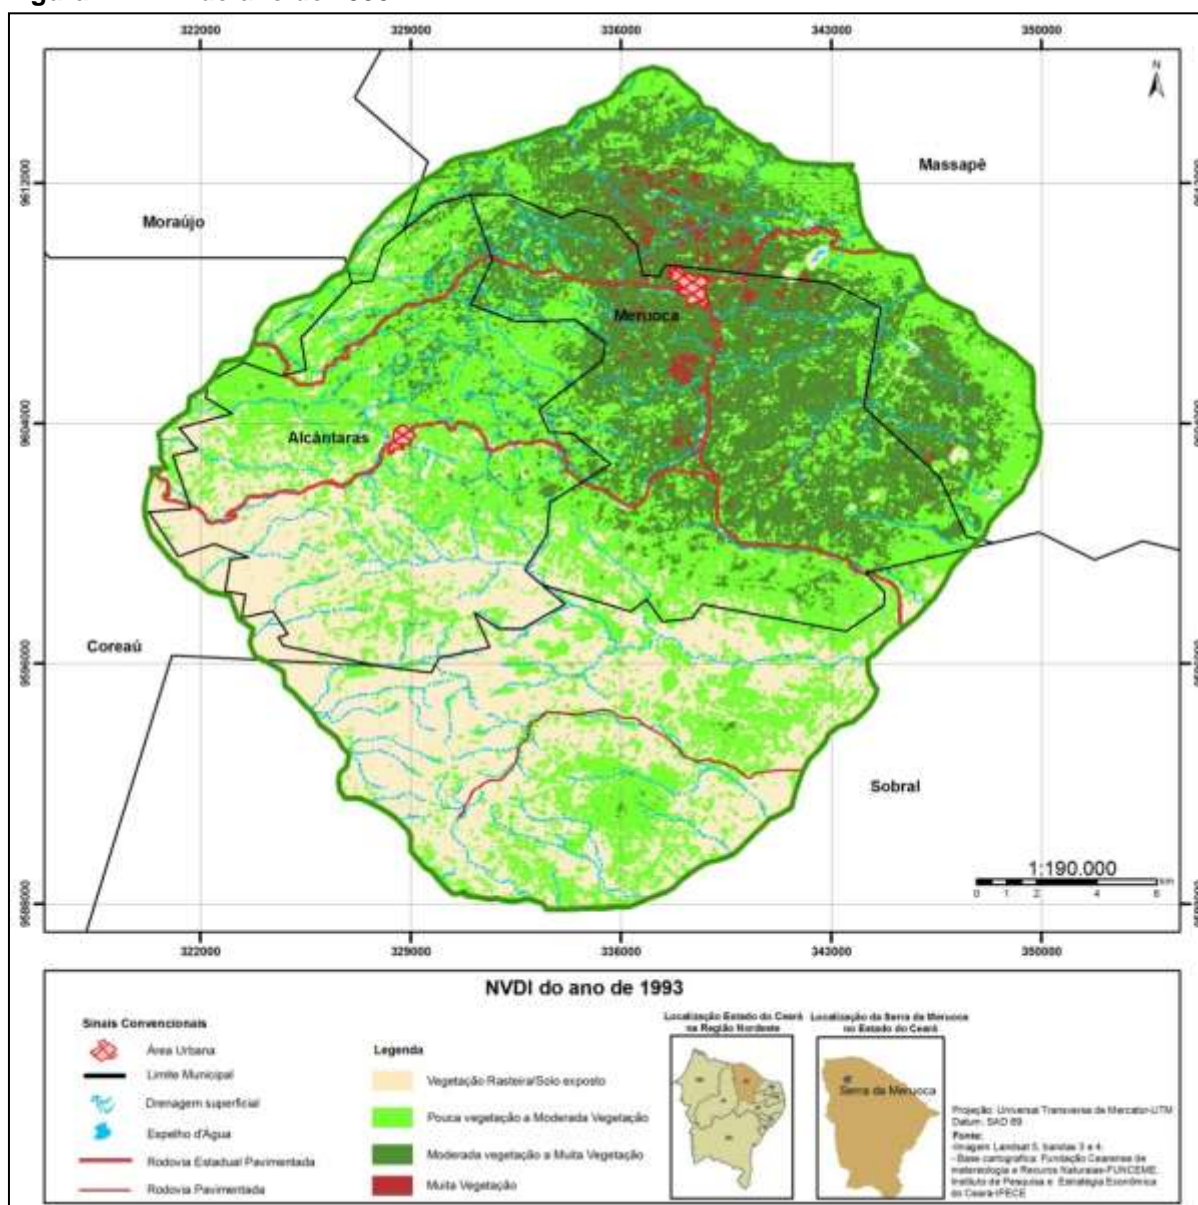 322000 329000 336000 343000 350000
N
Massapê
9612000
Moraújo
Meruoca
9604000
Alcântaras
Coreaú
9596000
Sobral
1:190.000
0 1 2 4 6
km
9588000
322000 329000 336000 343000 350000
NVDI do ano de 1993
Sinais Convencionais
Área Urbana
Limite Municipal
Drenagem superficial
Espelho d'Água
Rodovia Estadual Pavimentada
Rodovia Pavimentada
Legenda
Vegetação Rasteira/Solo exposto
Pouca vegetação a Moderada Vegetação
Moderada vegetação a Muita Vegetação
Muita Vegetação
Localização Estado do Ceará
na Região Nordeste
Localização da Serra da Meruoca
no Estado do Ceará
Serra da Meruoca
Projeção: Universal Transversa de Mercator-UTM
Datum: SAD 69
Fonte:
-Imagem Landsat 5, bandas 3 e 4.
- Base cartográfica: Fundação Cearense de
Instituto de Pesquisa e Estratégia Econômica
do Ceará-IPECE